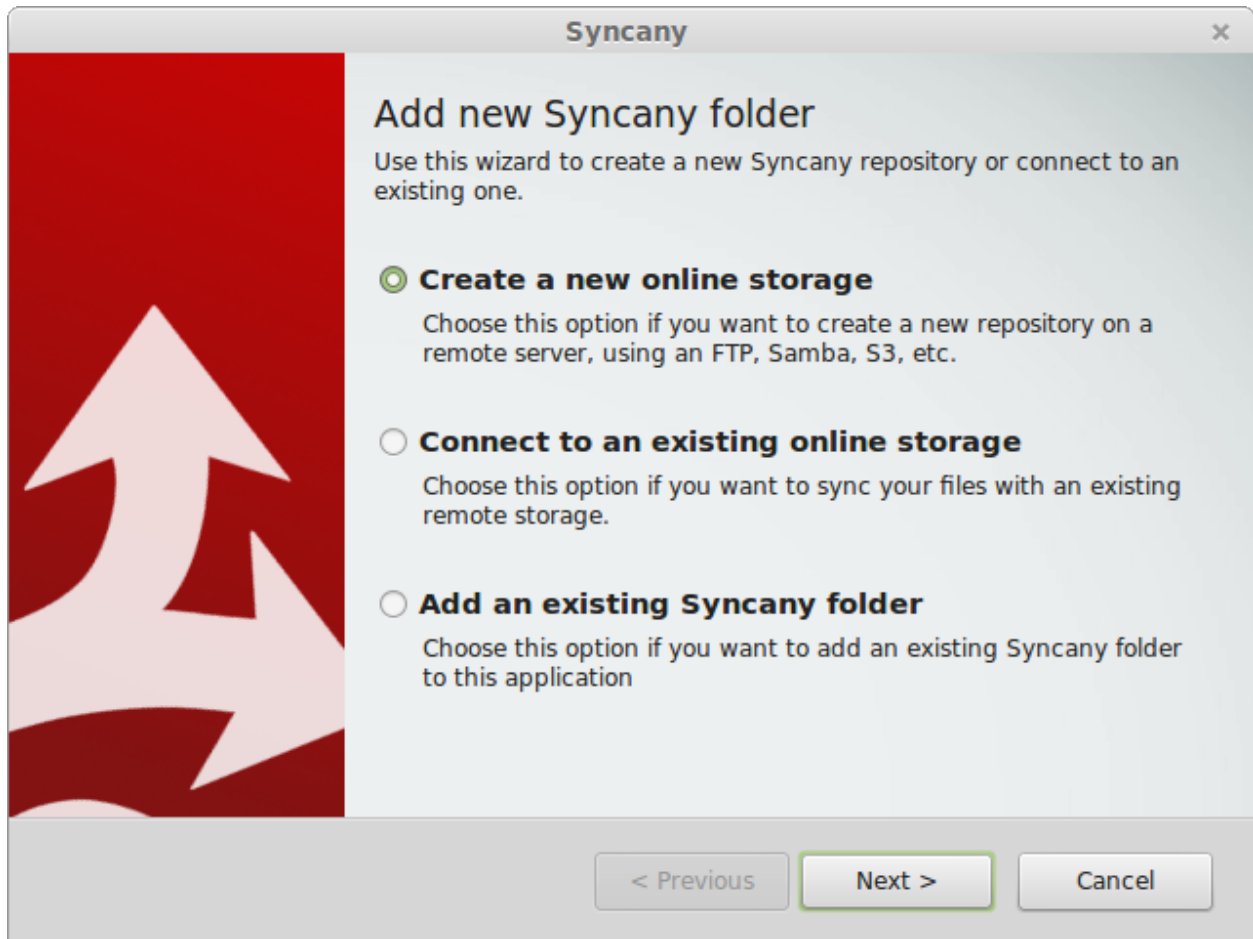 Syncany
Add new Syncany folder
Use this wizard to create a new Syncany repository or connect to an
existing one.
Create a new online storage
Choose this option if you want to create a new repository on a
remote server, using an FTP, Samba, S3, etc.
Connect to an existing online storage
Choose this option if you want to sync your files with an existing
remote storage.
Add an existing Syncany folder
Choose this option if you want to add an existing Syncany folder
to this application
< Previous
Next >
Cancel